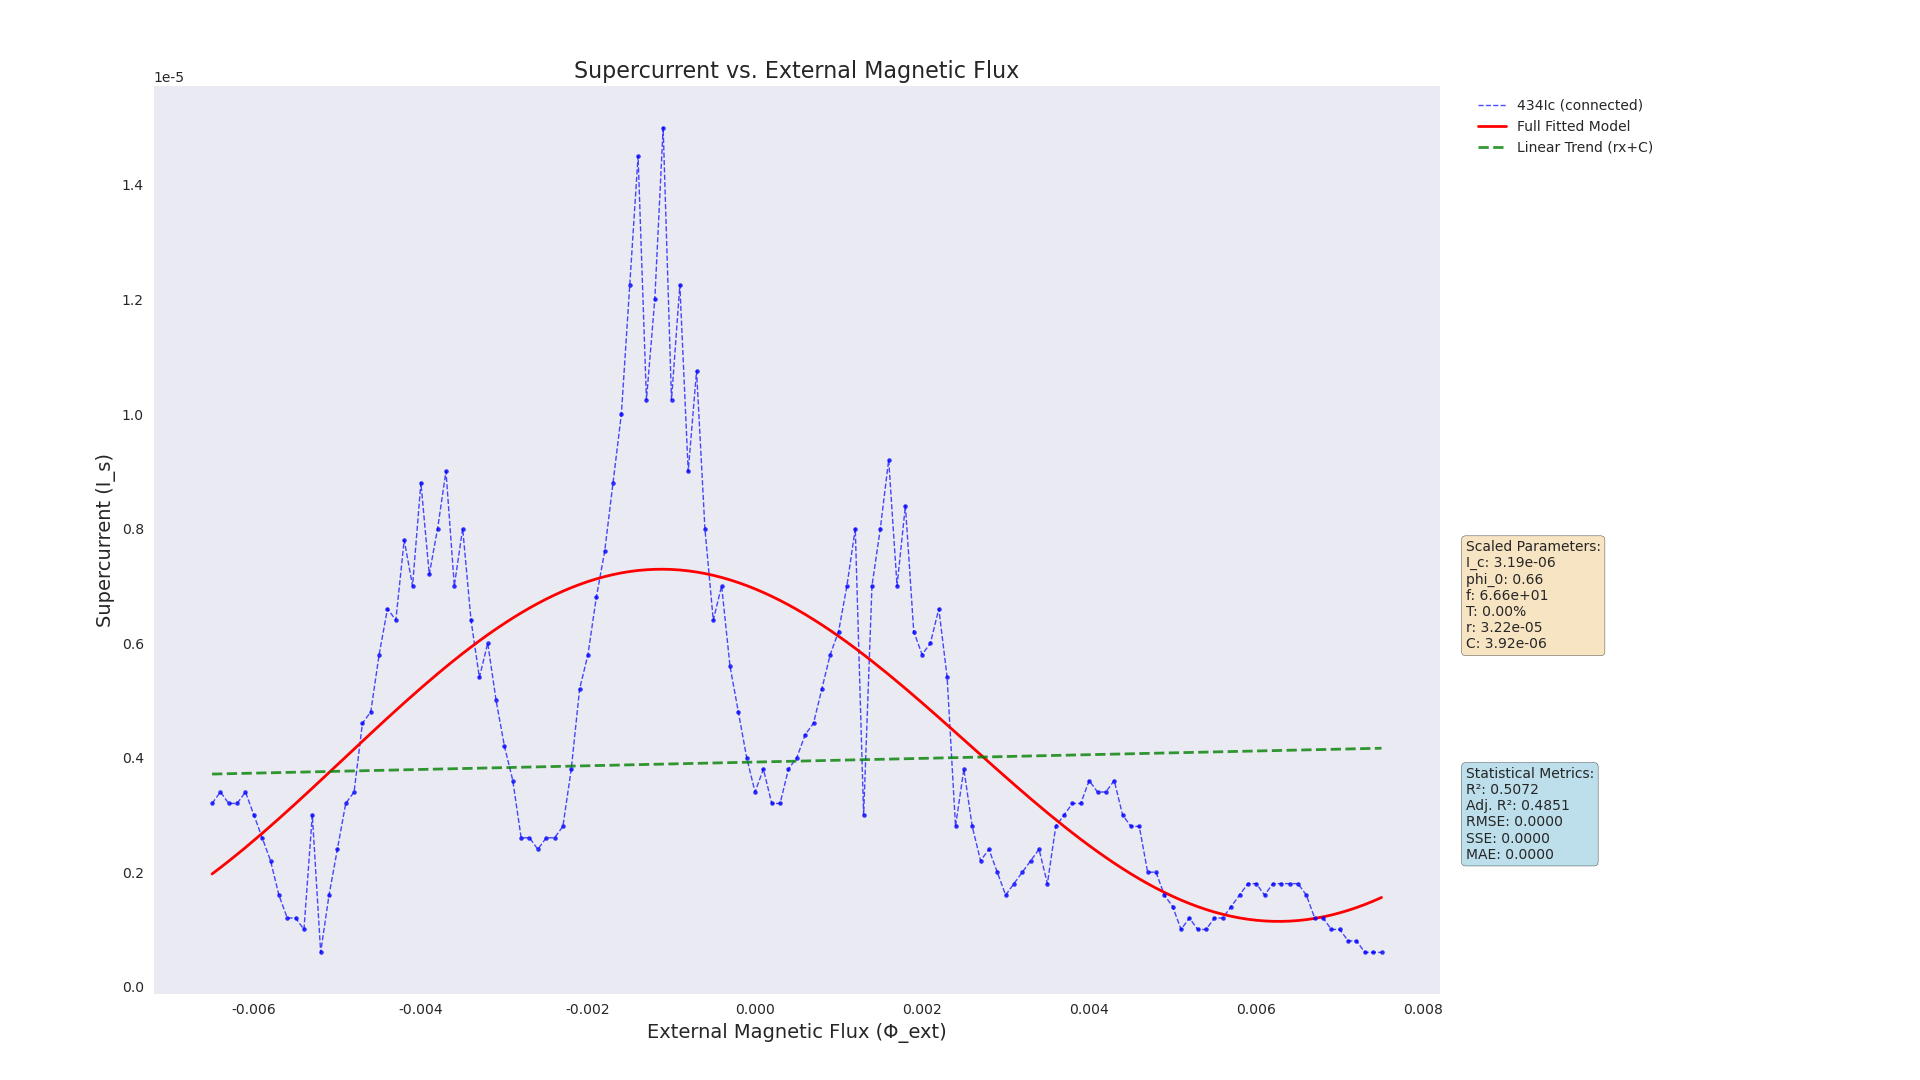 Supercurrent vs. External Magnetic Flux
1e-5
434Ic (connected)
Full Fitted Model
Linear Trend (rx+C)
1.4
1.2
1.0
0.8
0.6
0.4
0.2
0.0
Supercurrent (I_s)
-0.006 -0.004 -0.002 0.000 0.002 0.004 0.006 0.008
External Magnetic Flux (Φ_ext)
Scaled Parameters:
I_c: 3.19e-06
phi_0: 0.66
f: 6.66e+01
T: 0.00%
r: 3.22e-05
C: 3.92e-06
Statistical Metrics:
R²: 0.5072
Adj. R²: 0.4851
RMSE: 0.0000
SSE: 0.0000
MAE: 0.0000